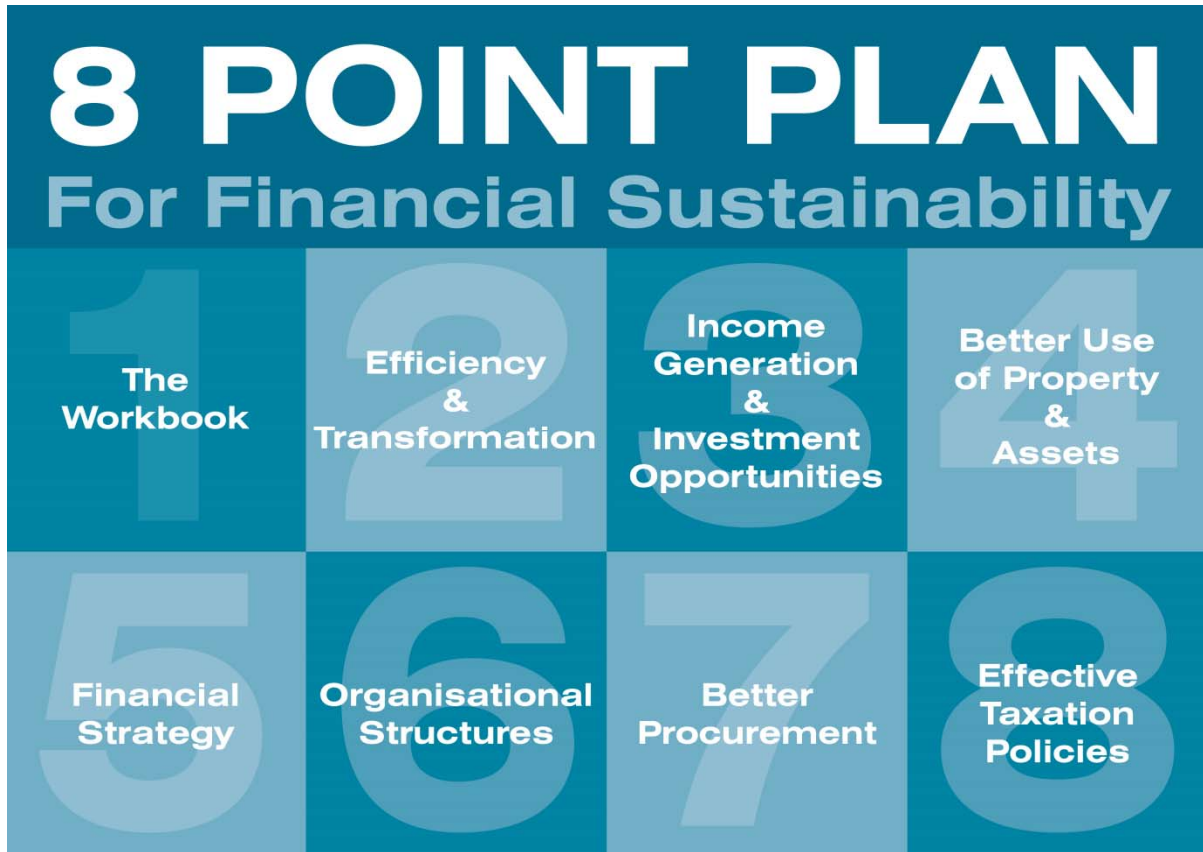 8 POINT PLAN
For Financial Sustainability
1
The
Workbook
2
Efficiency
&
Transformation
3
Income
Generation
&
Investment
Opportunities
4
Better Use
of Property
&
Assets
5
Financial
Strategy
6
Organisational
Structures
7
Better
Procurement
8
Effective
Taxation
Policies